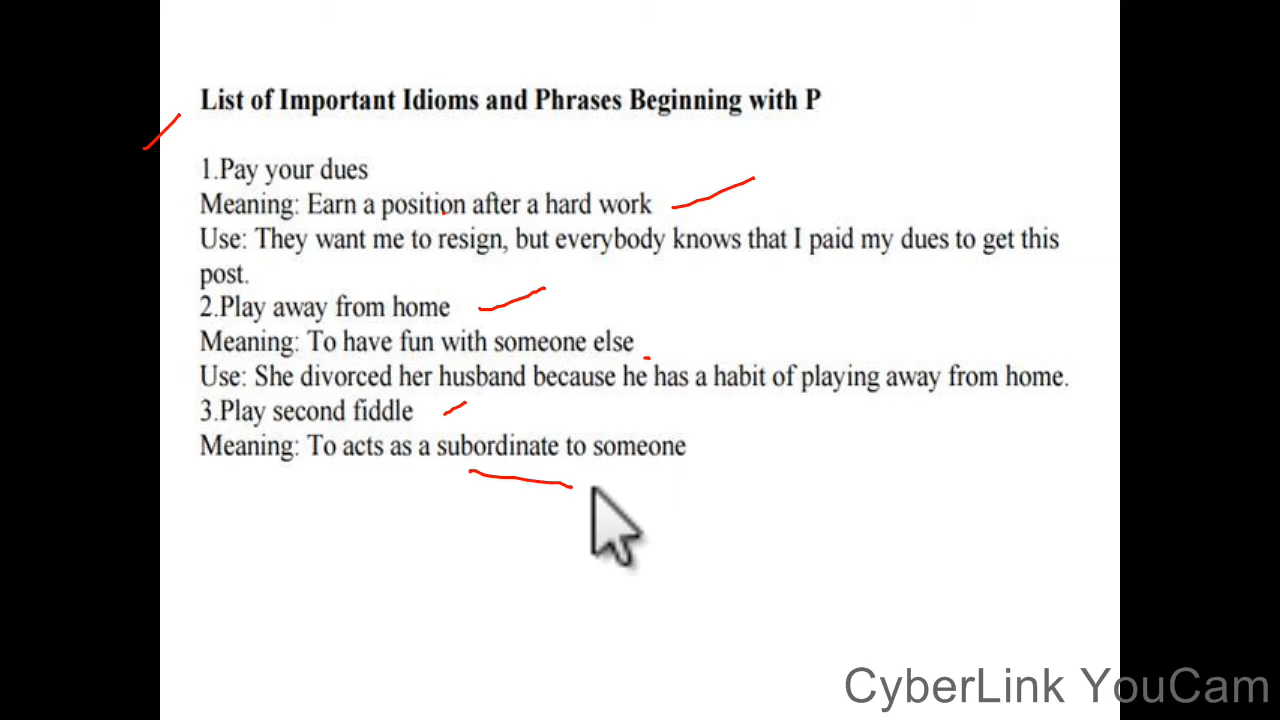 List of Important Idioms and Phrases Beginning with P
1.Pay your dues
Meaning: Earn a position after a hard work
Use: They want me to resign, but everybody knows that I paid my dues to get this
post.
2.Play away from home
Meaning: To have fun with someone else
Use: She divorced her husband because he has a habit of playing away from home.
3.Play second fiddle
Meaning: To acts as a subordinate to someone
CyberLink YouCam